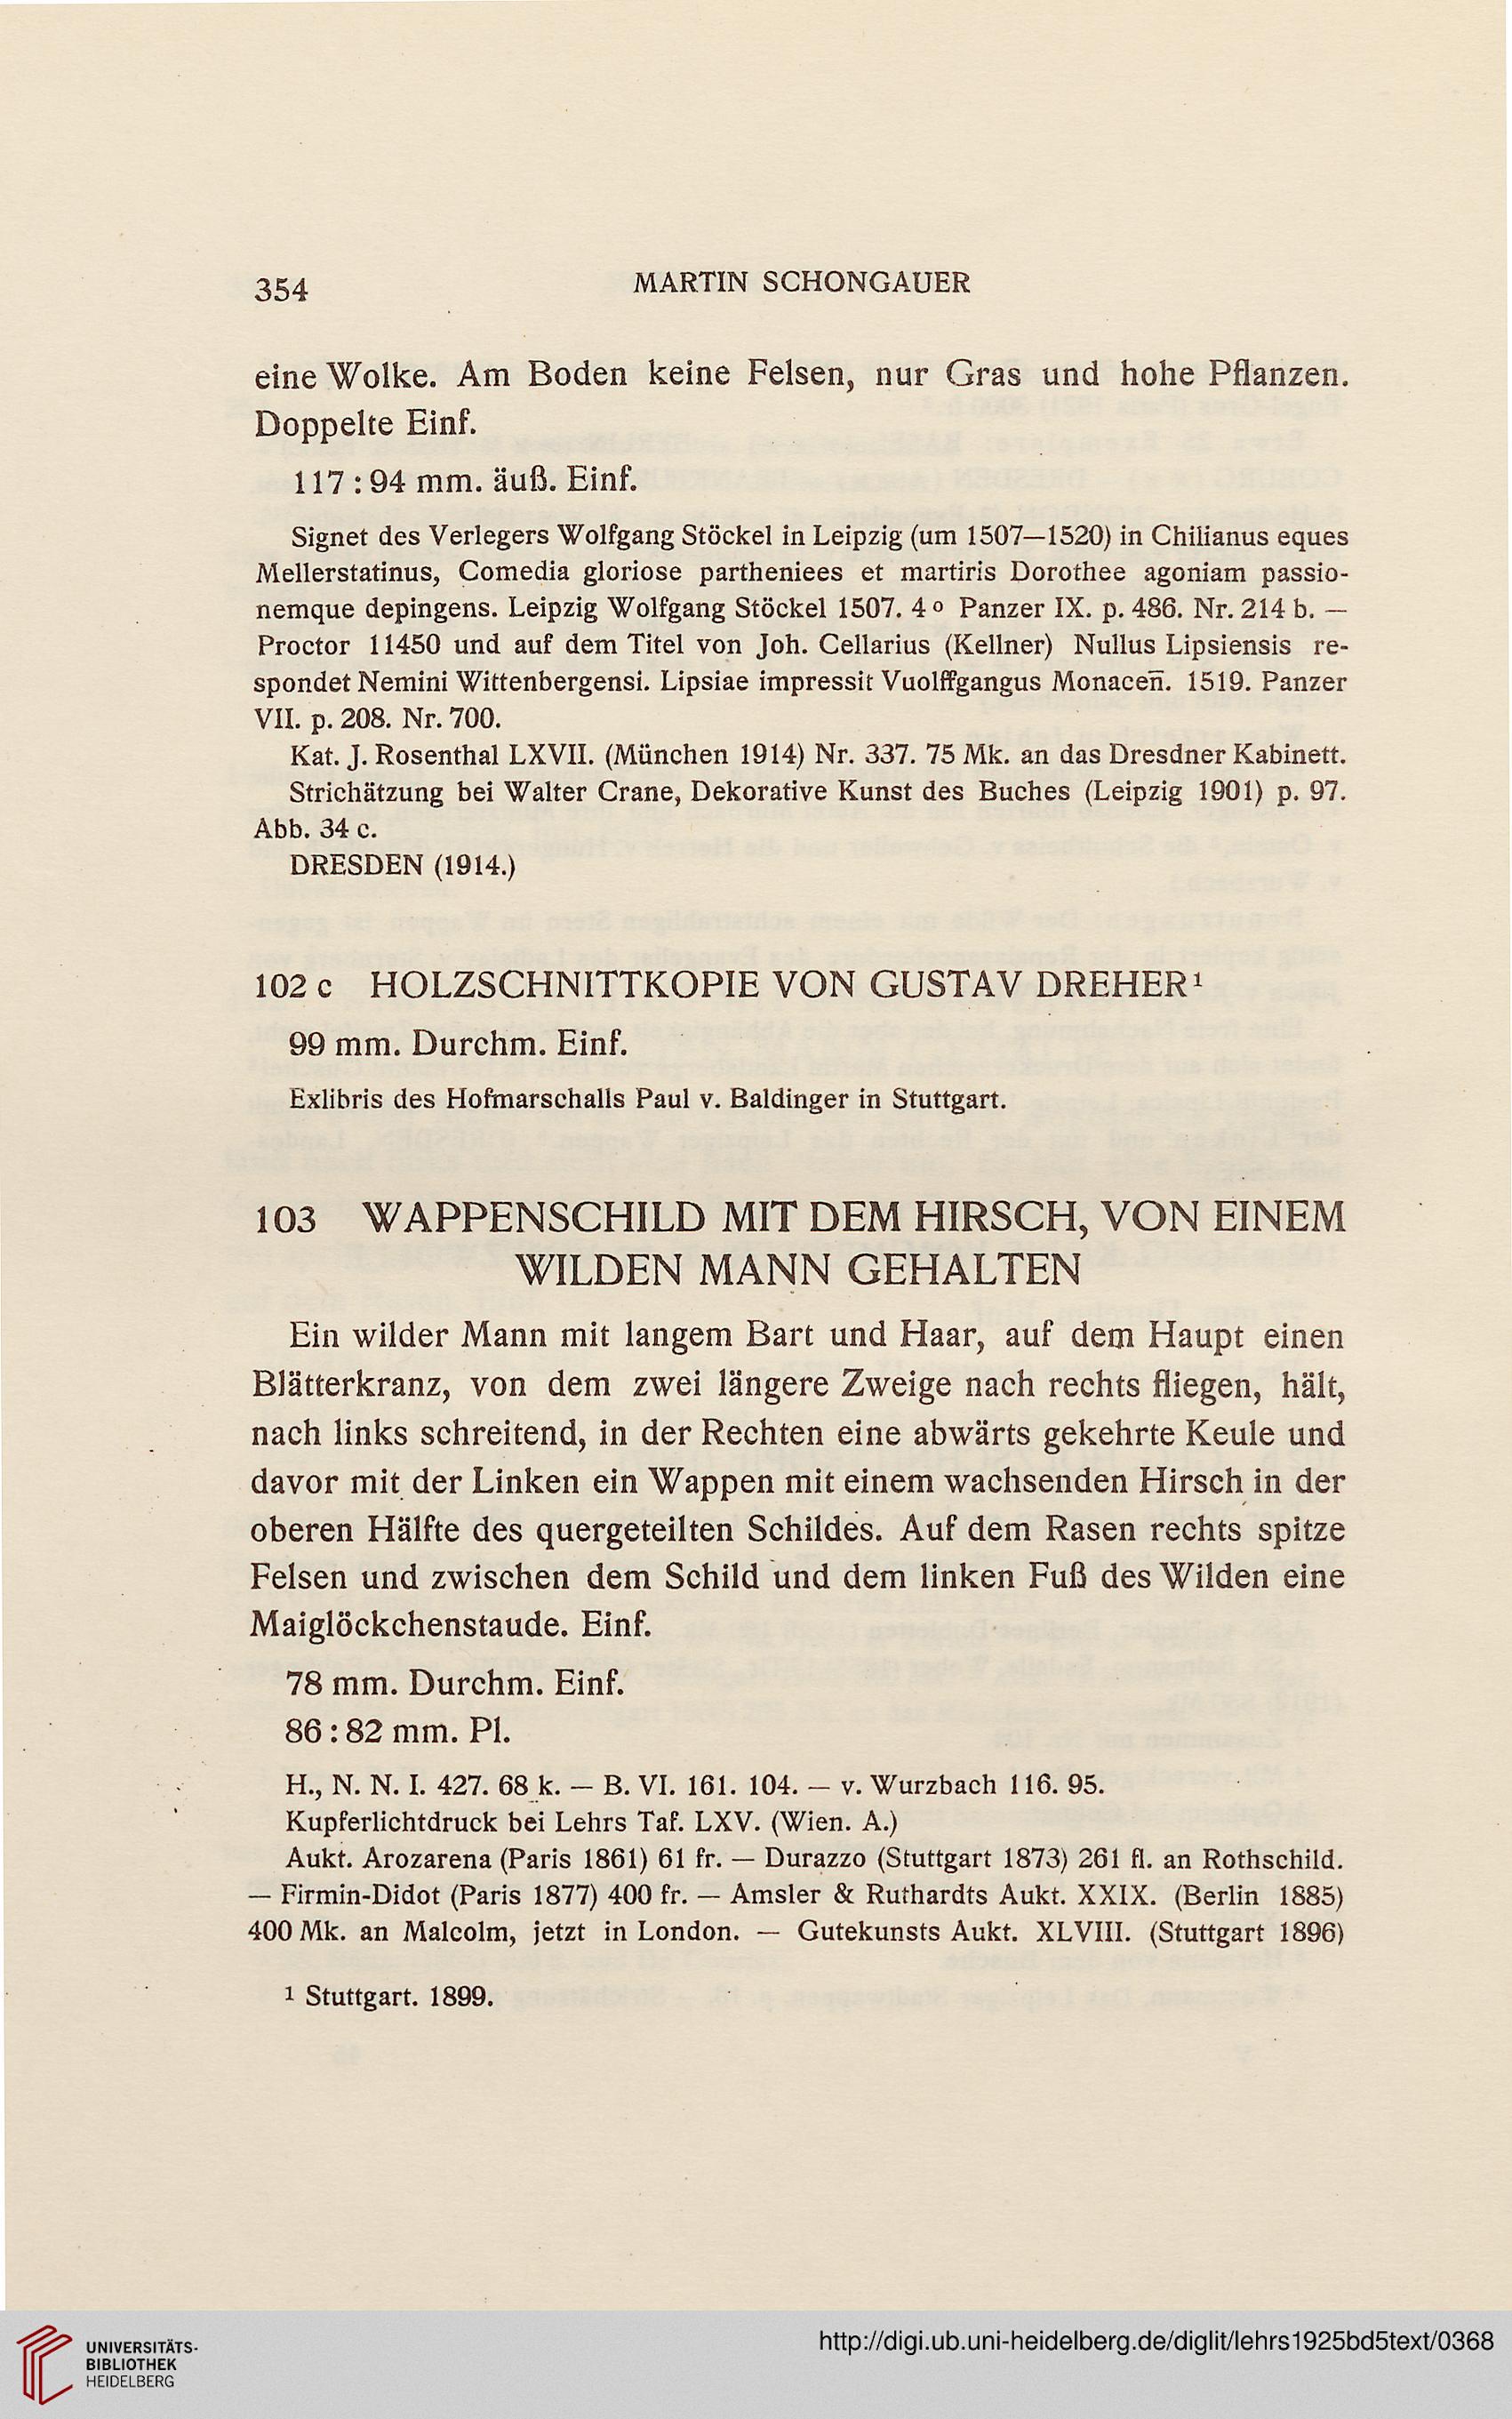 354
MARTIN SCHONGAUER
eine Wolke. Am Boden keine Felsen, nur Gras und hohe Pflanzen.
Doppelte Einf.
117 : 94 mm. äuß. Einf.
Signet des Verlegers Wolfgang Stöckel in Leipzig (um 1507—1520) in Chilianus eques
Mellerstatinus, Comedia gloriose partheniees et martiris Dorothee agoniam passio-
nemque depingens. Leipzig Wolfgang Stöckel 1507. 4º Panzer IX. p. 486. Nr. 214 b. —
Proctor 11450 und auf dem Titel von Joh. Cellarius (Kellner) Nullus Lipsiensis re-
spondet Nemini Wittenbergensi. Lipsiae impressit Vuolffgangus Monaceñ. 1519. Panzer
VII. p. 208. Nr. 700.
Kat. J. Rosenthal LXVII. (München 1914) Nr. 337. 75 Mk. an das Dresdner Kabinett.
Strichätzung bei Walter Crane, Dekorative Kunst des Buches (Leipzig 1901) p. 97.
Abb. 34 c.
DRESDEN (1914.)
102 c HOLZSCHNITTKOPIE VON GUSTAV DREHER¹
99 mm. Durchm. Einf.
Exlibris des Hofmarschalls Paul v. Baldinger in Stuttgart.
103 WAPPENSCHILD MIT DEM HIRSCH, VON EINEM
WILDEN MANN GEHALTEN
Ein wilder Mann mit langem Bart und Haar, auf dem Haupt einen
Blätterkranz, von dem zwei längere Zweige nach rechts fliegen, hält,
nach links schreitend, in der Rechten eine abwärts gekehrte Keule und
davor mit der Linken ein Wappen mit einem wachsenden Hirsch in der
oberen Hälfte des quergeteilten Schildes. Auf dem Rasen rechts spitze
Felsen und zwischen dem Schild und dem linken Fuß des Wilden eine
Maiglöckchenstaude. Einf.
78 mm. Durchm. Einf.
86 : 82 mm. Pl.
H., N. N. I. 427. 68 k. — B. VI. 161. 104. — v. Wurzbach 116. 95.
Kupferlichtdruck bei Lehrs Taf. LXV. (Wien. A.)
Aukt. Arozarena (Paris 1861) 61 fr. — Durazzo (Stuttgart 1873) 261 fl. an Rothschild.
— Firmin-Didot (Paris 1877) 400 fr. — Amsler & Ruthardts Aukt. XXIX. (Berlin 1885)
400 Mk. an Malcolm, jetzt in London. — Gutekunsts Aukt. XLVIII. (Stuttgart 1896)
¹ Stuttgart. 1899.
UNIVERSITÄTS-
BIBLIOTHEK
HEIDELBERG
http://digi.ub.uni-heidelberg.de/diglit/lehrs1925bd5text/0368